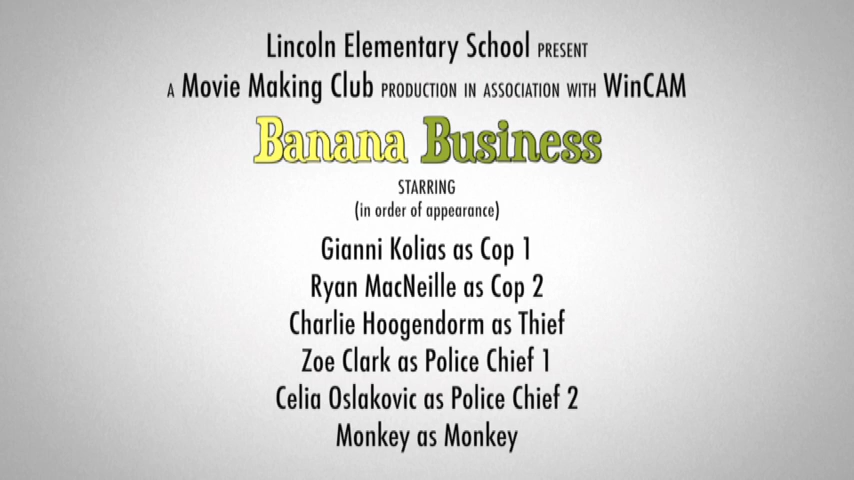 Lincoln Elementary School PRESENT
A Movie Making Club PRODUCTION IN ASSOCIATION WITH WinCAM
Banana Business
STARRING
(in order of appearance)
Gianni Kolias as Cop 1
Ryan MacNeille as Cop 2
Charlie Hoogendorm as Thief
Zoe Clark as Police Chief 1
Celia Oslakovic as Police Chief 2
Monkey as Monkey